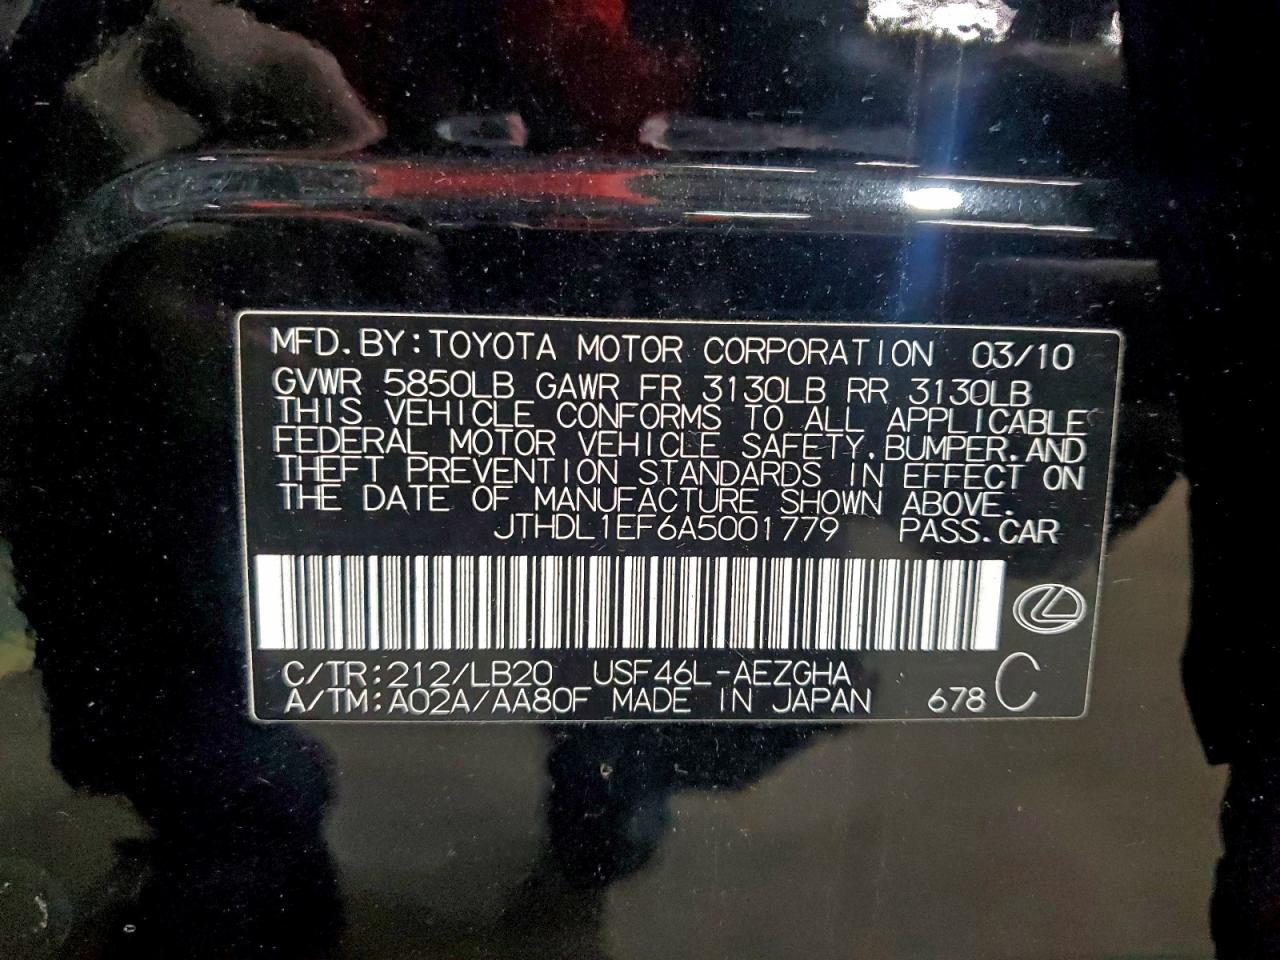 MFD.BY:TOYOTA MOTOR CORPORATION 03/10
GVWR 5850LB GAWR FR 3130LB RR 3130LB
THIS VEHICLE CONFORMS TO ALL APPLICABLE
FEDERAL MOTOR VEHICLE SAFETY,BUMPER,AND
THEFT PREVENTION STANDARDS IN EFFECT ON
THE DATE OF MANUFACTURE SHOWN ABOVE.
JTHDL1EF6A5001779 PASS.CAR
C/TR:212/LB20 USF46L-AEZGHA
A/TM:A02A/AA80F MADE IN JAPAN 678 C